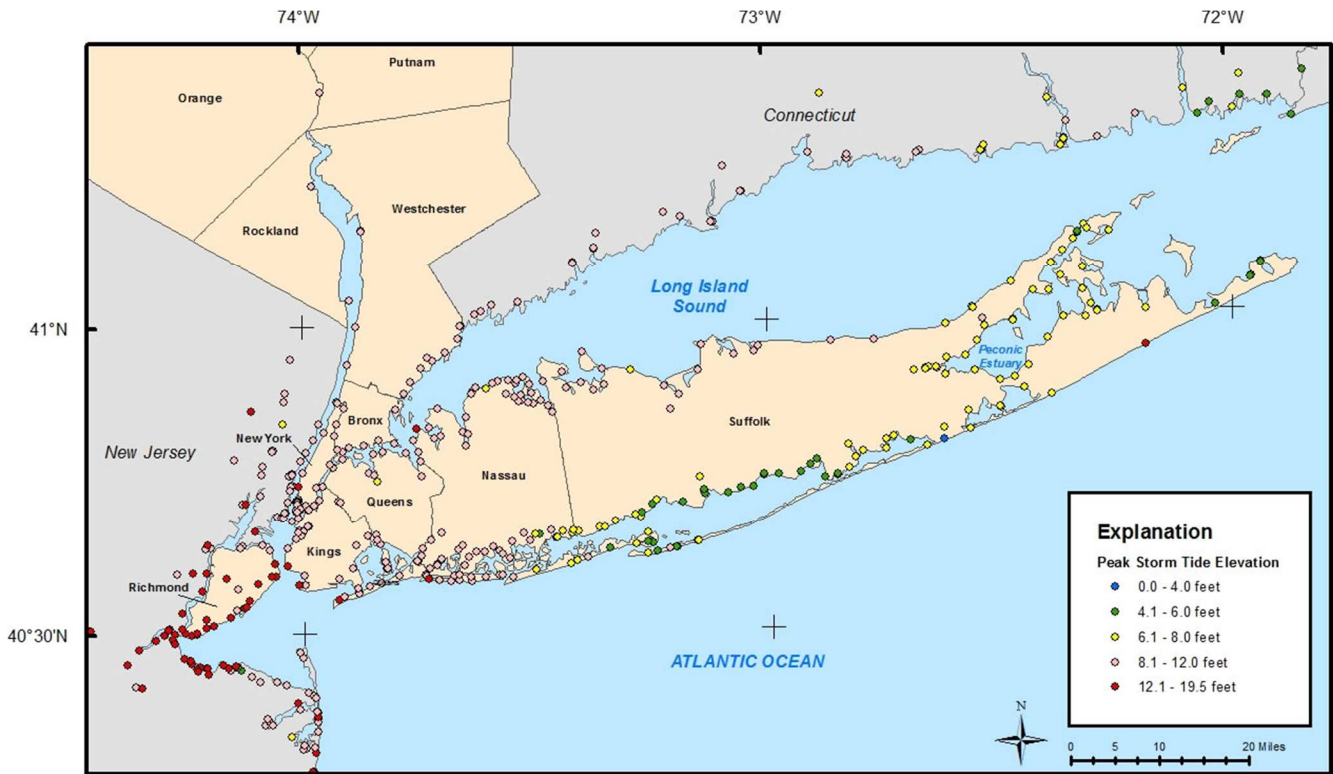 74°W 73°W 72°W
Putnam
Orange
Connecticut
Westchester
Rockland
Long Island
Sound
41°N
Peconic
Estuary
Bronx
Suffolk
New York
New Jersey
Nassau
Queens
Kings
Richmond
40°30'N
ATLANTIC OCEAN
Explanation
Peak Storm Tide Elevation
0.0 - 4.0 feet
4.1 - 6.0 feet
6.1 - 8.0 feet
8.1 - 12.0 feet
12.1 - 19.5 feet
N
0 5 10 20 Miles